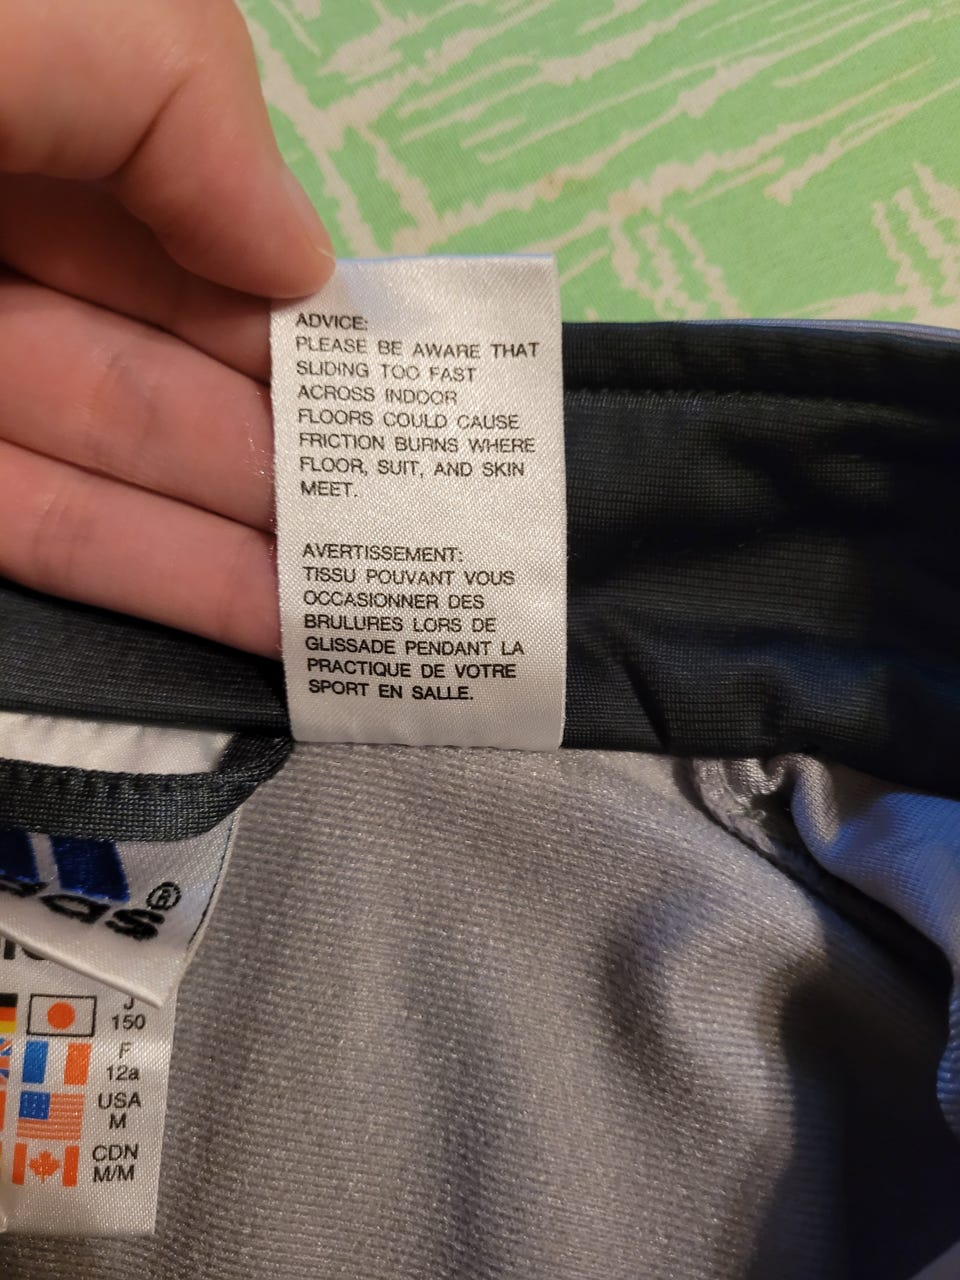 ADVICE:
PLEASE BE AWARE THAT
SLIDING TOO FAST
ACROSS INDOOR
FLOORS COULD CAUSE
FRICTION BURNS WHERE
FLOOR, SUIT, AND SKIN
MEET.
AVERTISSEMENT:
TISSU POUVANT VOUS
OCCASIONNER DES
BRULURES LORS DE
GLISSADE PENDANT LA
PRACTIQUE DE VOTRE
SPORT EN SALLE.
das®
J
150
F
12a
USA
M
CDN
M/M